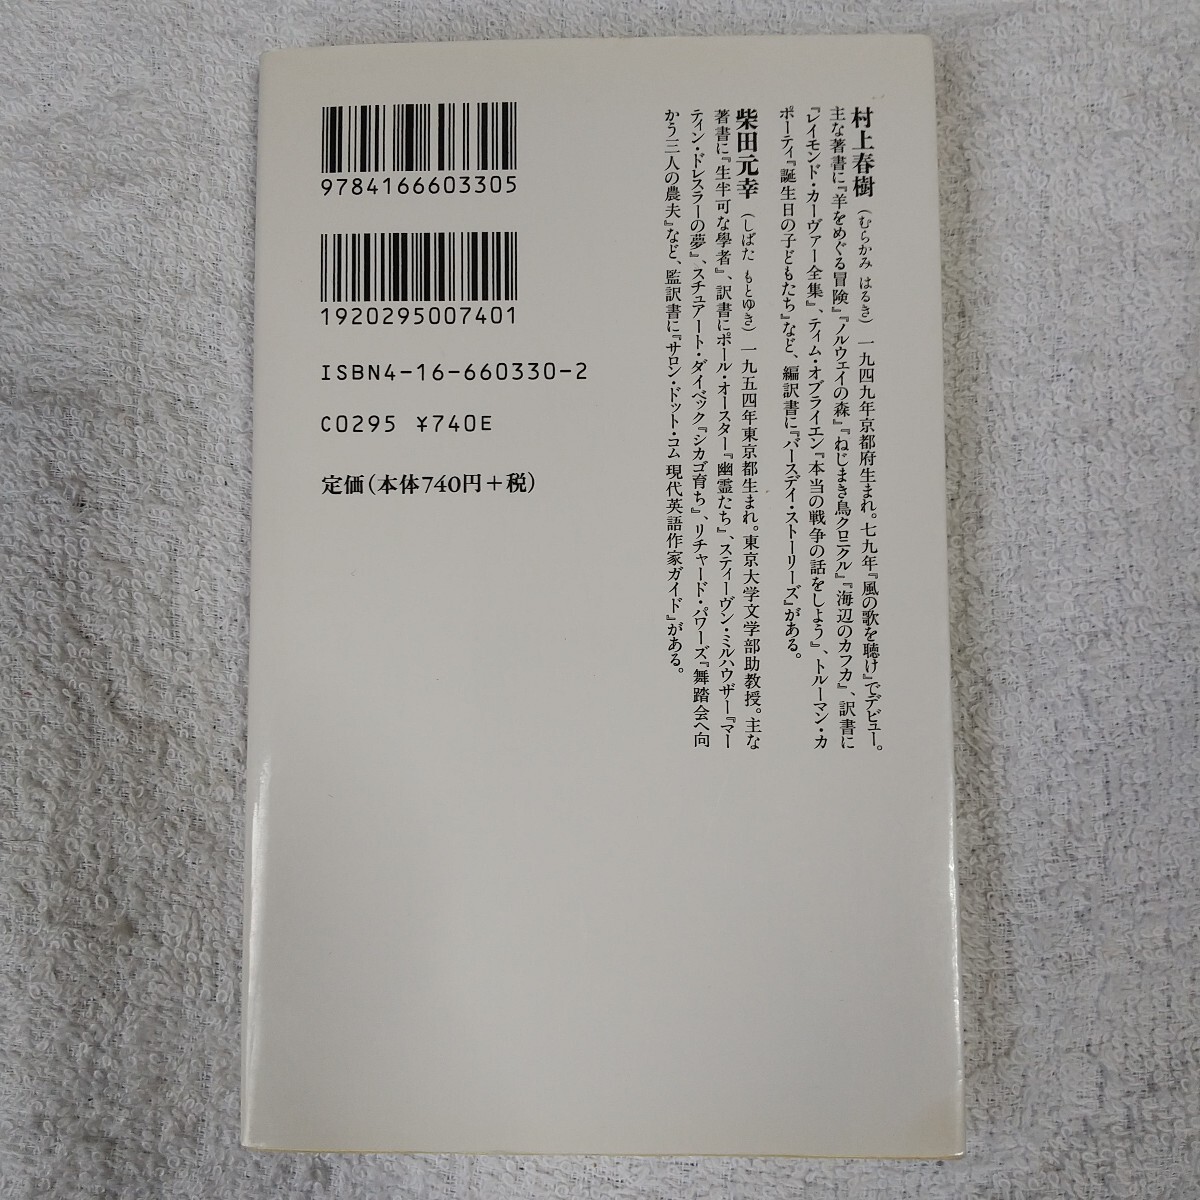 村上春樹（むらかみ はるき）一九四九年京都府生まれ。七九年『風の歌を聴け』でデビュー。
主な著書に『羊をめぐる冒険』『ノルウェイの森』『ねじまき鳥クロニクル』『海辺のカフカ』、訳書に
『レイモンド・カーヴァー全集』、ティム・オブライエン『本当の戦争の話をしよう』、トルーマン・カ
ポーティ『誕生日の子どもたち』など、編訳書に『バースデイ・ストーリーズ』がある。
柴田元幸（しばた もとゆき）一九五四年東京都生まれ。東京大学文学部助教授。主な
著書に『生半可な學者』、訳書にポール・オースター『幽霊たち』、スティーヴン・ミルハウザー『マー
ティン・ドレスラーの夢』、スチュアート・ダイベック『シカゴ育ち』、リチャード・パワーズ『舞踏会へ向
かう三人の農夫』など、監訳書に『サロン・ドット・コム 現代英語作家ガイド』がある。
9784166603305
1920295007401
ISBN4-16-660330-2
C0295 ¥740E
定価（本体740円＋税）